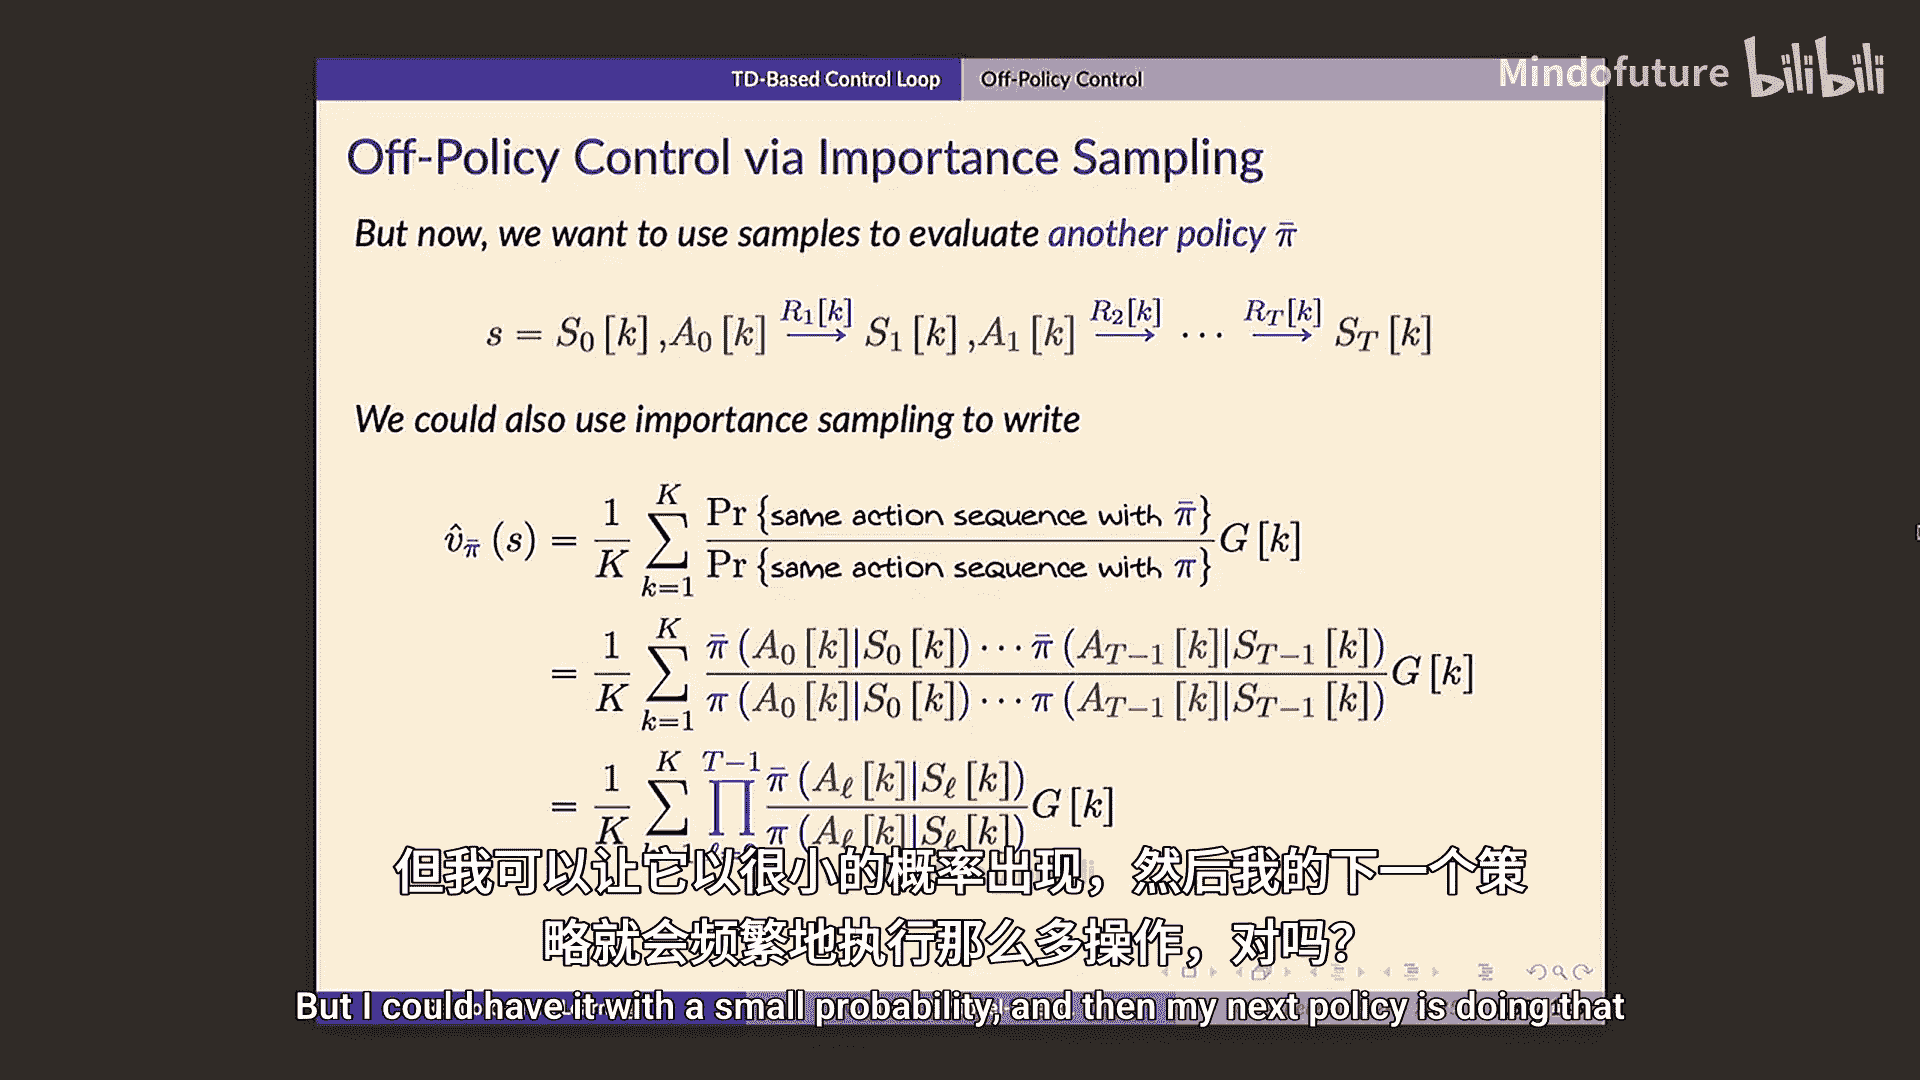 TD-Based Control Loop Off-Policy Control
Mindofuture bilibili
Off-Policy Control via Importance Sampling
But now, we want to use samples to evaluate another policy π̄
s = S₀ [k] , A₀ [k] —R₁[k]→ S₁ [k] , A₁ [k] —R₂[k]→ ⋯ —R_T[k]→ S_T [k]
We could also use importance sampling to write
v̂_π̄ (s) = 1/K ∑_{k=1}^{K} Pr {same action sequence with π̄} / Pr {same action sequence with π} G [k]
= 1/K ∑_{k=1}^{K} π̄ (A₀ [k]|S₀ [k]) ⋯ π̄ (A_{T−1} [k]|S_{T−1} [k]) / π (A₀ [k]|S₀ [k]) ⋯ π (A_{T−1} [k]|S_{T−1} [k]) G [k]
= 1/K ∑^{K} ∏^{T−1} π̄ (A_ℓ [k]|S_ℓ [k]) / π (A_ℓ [k]|S_ℓ [k]) G [k]
但我可以让它以很小的概率出现，然后我的下一个策
略就会频繁地执行那么多操作，对吗？
But I could have it with a small probability, and then my next policy is doing that